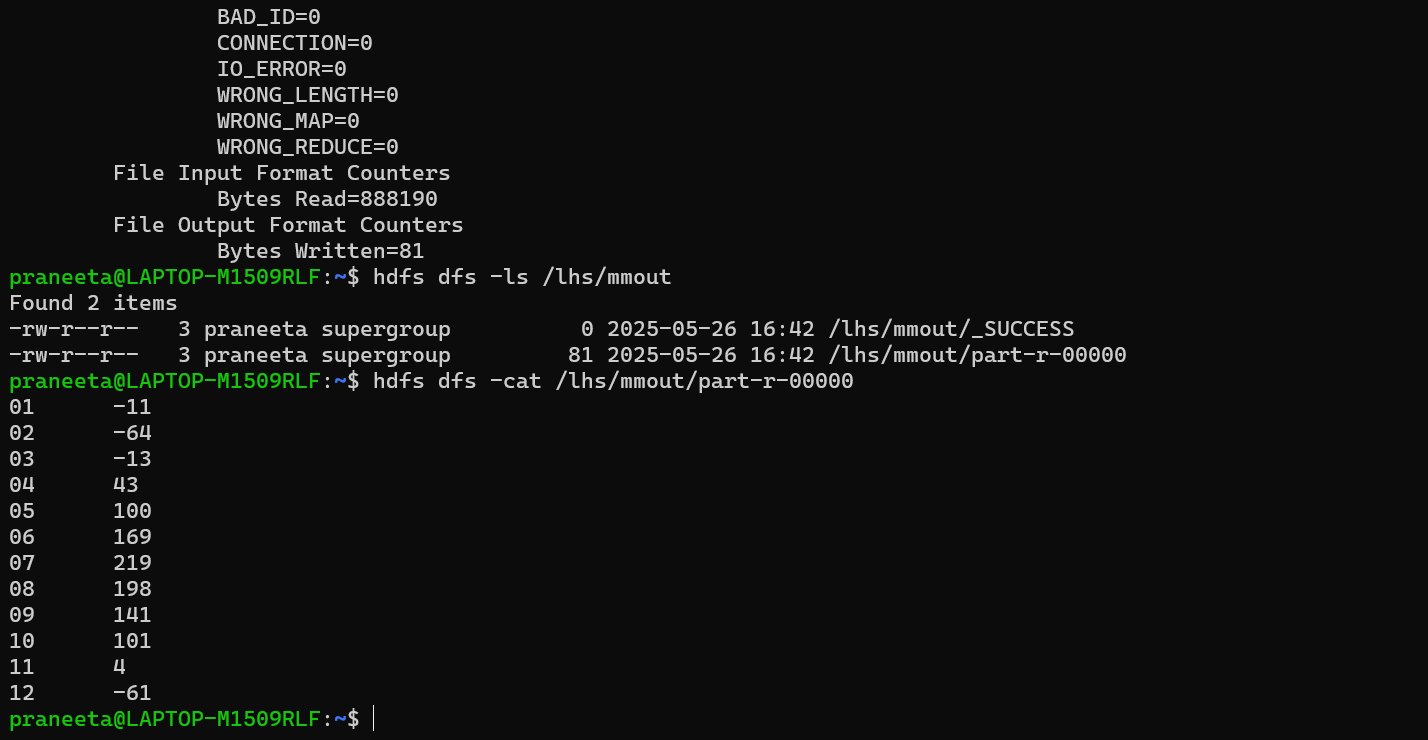 BAD_ID=0
CONNECTION=0
IO_ERROR=0
WRONG_LENGTH=0
WRONG_MAP=0
WRONG_REDUCE=0
File Input Format Counters
Bytes Read=888190
File Output Format Counters
Bytes Written=81
praneeta@LAPTOP-M1509RLF:~$ hdfs dfs -ls /lhs/mmout
Found 2 items
-rw-r--r--   3 praneeta supergroup          0 2025-05-26 16:42 /lhs/mmout/_SUCCESS
-rw-r--r--   3 praneeta supergroup         81 2025-05-26 16:42 /lhs/mmout/part-r-00000
praneeta@LAPTOP-M1509RLF:~$ hdfs dfs -cat /lhs/mmout/part-r-00000
01      -11
02      -64
03      -13
04      43
05      100
06      169
07      219
08      198
09      141
10      101
11      4
12      -61
praneeta@LAPTOP-M1509RLF:~$